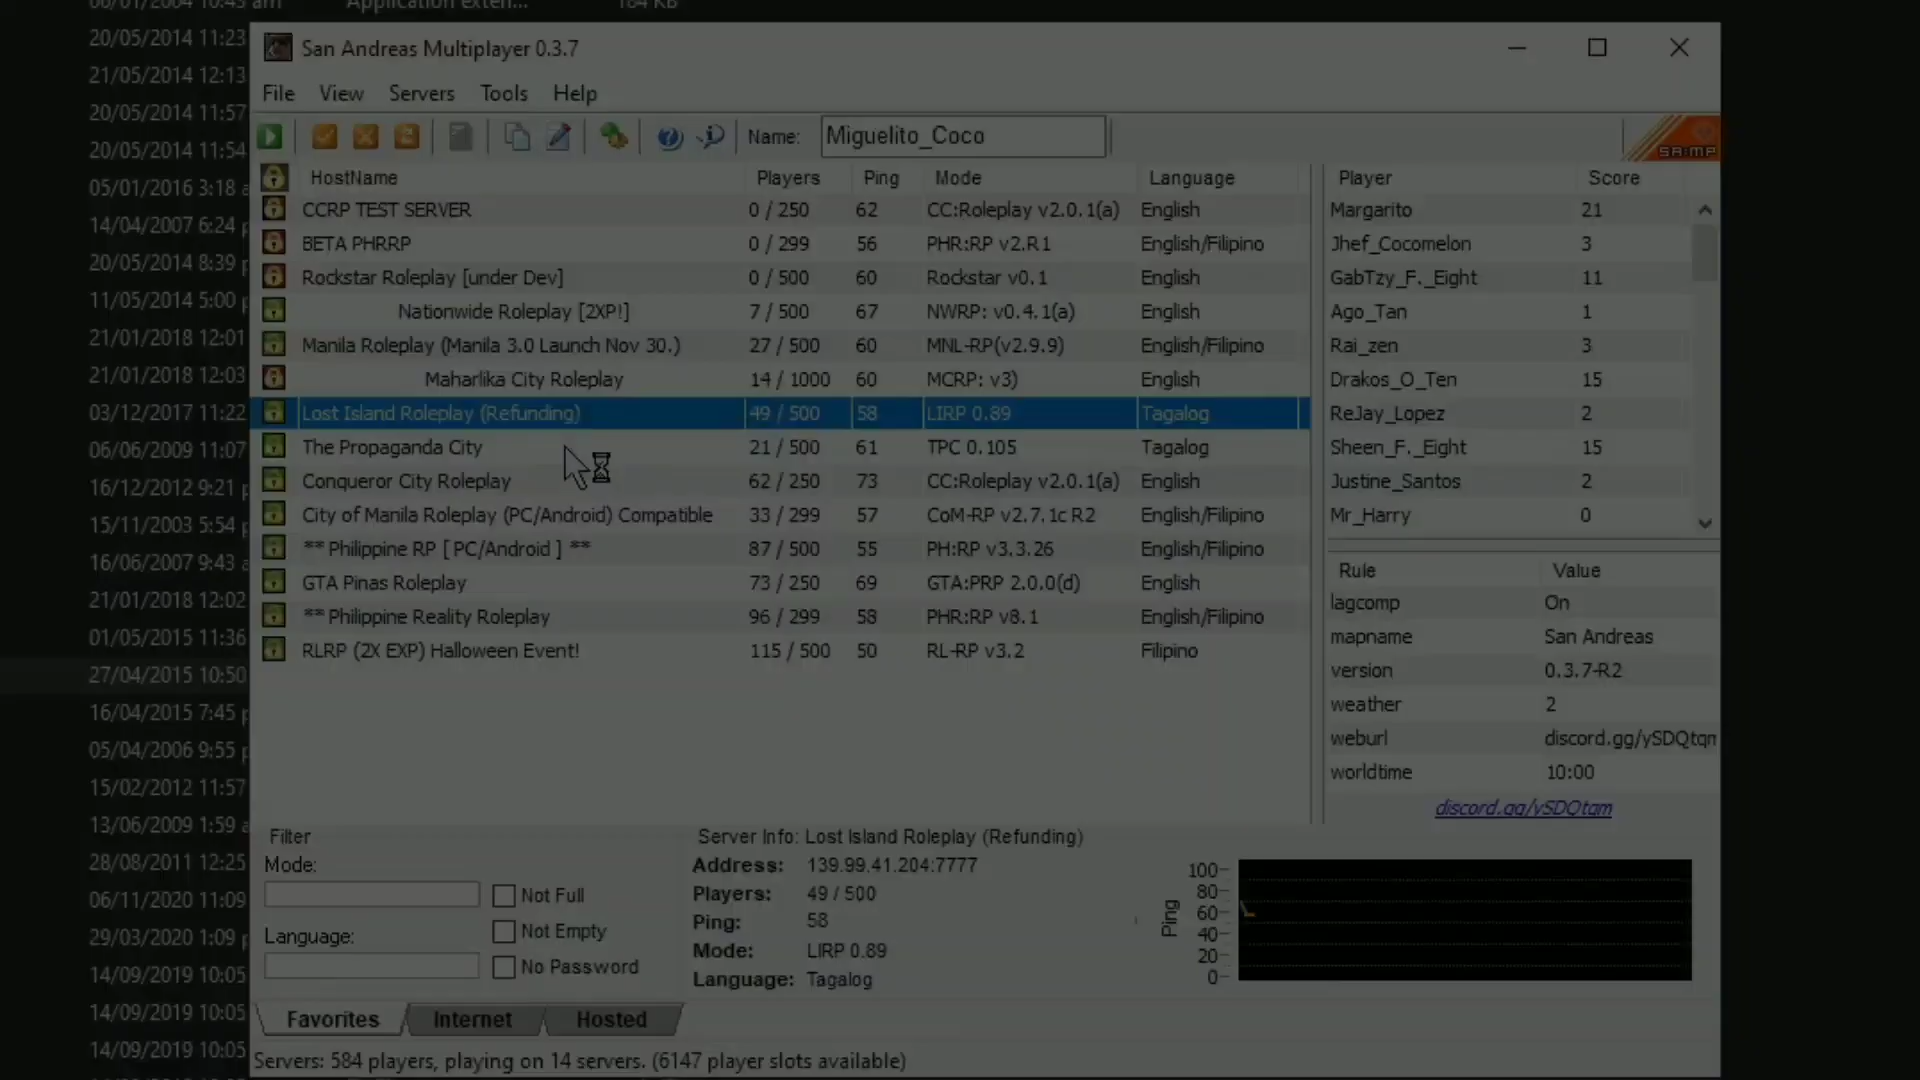 06/01/2004 10:43 am Application exten... 184 KB
20/05/2014 11:23
21/05/2014 12:13
20/05/2014 11:57
20/05/2014 11:54
05/01/2016 3:18
14/04/2007 6:24
20/05/2014 8:39
11/05/2014 5:00
21/01/2018 12:01
21/01/2018 12:03
03/12/2017 11:22
06/06/2009 11:07
16/12/2012 9:21
15/11/2003 5:54
16/06/2007 9:43
21/01/2018 12:02
01/05/2015 11:36
27/04/2015 10:50
16/04/2015 7:45
05/04/2006 9:55
15/02/2012 11:57
13/06/2009 1:59
28/08/2011 12:25
06/11/2020 11:09
29/03/2020 1:09
14/09/2019 10:05
14/09/2019 10:05
14/09/2019 10:05
San Andreas Multiplayer 0.3.7
File View Servers Tools Help
Name: Miguelito_Coco
SA:MP
HostName Players Ping Mode Language
CCRP TEST SERVER 0 / 250 62 CC:Roleplay v2.0.1(a) English
BETA PHRRP 0 / 299 56 PHR:RP v2.R1 English/Filipino
Rockstar Roleplay [under Dev] 0 / 500 60 Rockstar v0.1 English
Nationwide Roleplay [2XP!] 7 / 500 67 NWRP: v0.4.1(a) English
Manila Roleplay (Manila 3.0 Launch Nov 30.) 27 / 500 60 MNL-RP(v2.9.9) English/Filipino
Maharlika City Roleplay 14 / 1000 60 MCRP: v3) English
Lost Island Roleplay (Refunding) 49 / 500 58 LIRP 0.89 Tagalog
The Propaganda City 21 / 500 61 TPC 0.105 Tagalog
Conqueror City Roleplay 62 / 250 73 CC:Roleplay v2.0.1(a) English
City of Manila Roleplay (PC/Android) Compatible 33 / 299 57 CoM-RP v2.7.1c R2 English/Filipino
** Philippine RP [ PC/Android ] ** 87 / 500 55 PH:RP v3.3.26 English/Filipino
GTA Pinas Roleplay 73 / 250 69 GTA:PRP 2.0.0(d) English
** Philippine Reality Roleplay 96 / 299 58 PHR:RP v8.1 English/Filipino
RLRP (2X EXP) Halloween Event! 115 / 500 50 RL-RP v3.2 Filipino
Player Score
Margarito 21
Jhef_Cocomelon 3
GabTzy_F._Eight 11
Ago_Tan 1
Rai_zen 3
Drakos_O_Ten 15
ReJay_Lopez 2
Sheen_F._Eight 15
Justine_Santos 2
Mr_Harry 0
Rule Value
lagcomp On
mapname San Andreas
version 0.3.7-R2
weather 2
weburl discord.gg/ySDQtqm
worldtime 10:00
discord.gg/ySDQtqm
Filter
Mode:
Not Full
Not Empty
Language:
No Password
Server Info: Lost Island Roleplay (Refunding)
Address: 139.99.41.204:7777
Players: 49 / 500
Ping: 58
Mode: LIRP 0.89
Language: Tagalog
Ping
100
80
60
40
20
0
Favorites Internet Hosted
Servers: 584 players, playing on 14 servers. (6147 player slots available)